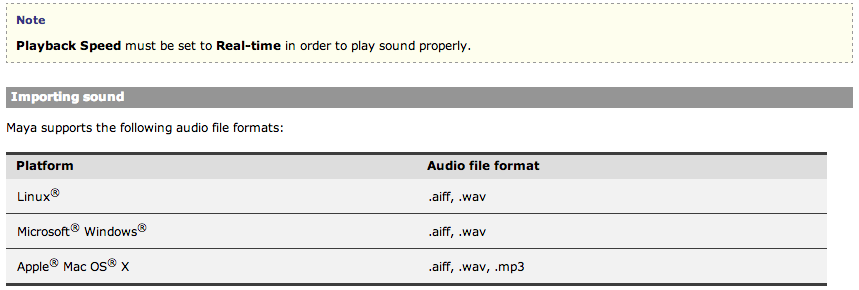 Note
Playback Speed must be set to Real-time in order to play sound properly.
Importing sound
Maya supports the following audio file formats:
Platform Audio file format
Linux® .aiff, .wav
Microsoft® Windows® .aiff, .wav
Apple® Mac OS® X .aiff, .wav, .mp3